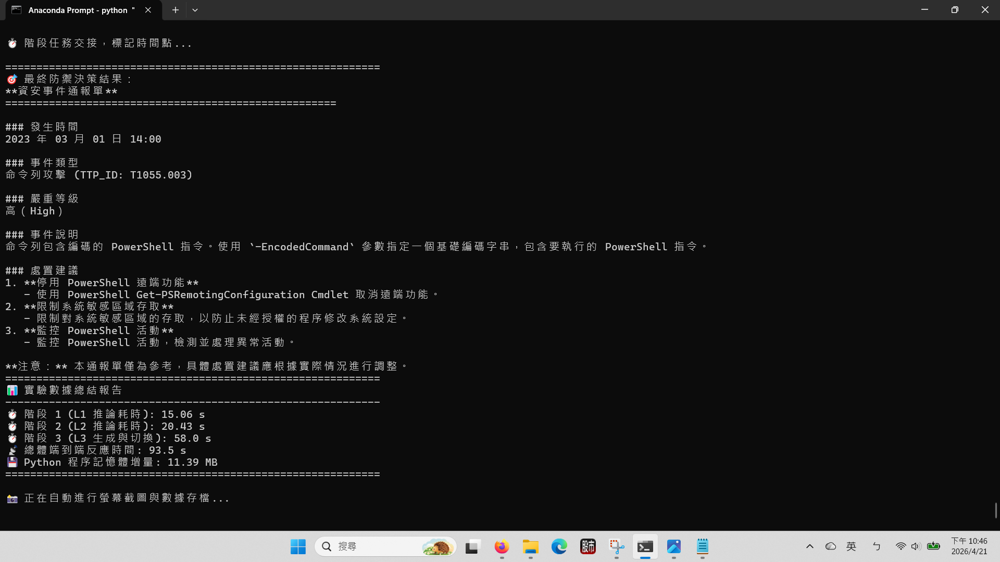 Anaconda Prompt - python "
階段任務交接，標記時間點...
============================================================
最終防禦決策結果：
**資安事件通報單**
=====================================================
### 發生時間
2023 年 03 月 01 日 14:00
### 事件類型
命令列攻擊 (TTP_ID: T1055.003)
### 嚴重等級
高（High）
### 事件說明
命令列包含編碼的 PowerShell 指令。使用 `-EncodedCommand` 參數指定一個基礎編碼字串，包含要執行的 PowerShell 指令。
### 處置建議
1. **停用 PowerShell 遠端功能**
- 使用 PowerShell Get-PSRemotingConfiguration Cmdlet 取消遠端功能。
2. **限制系統敏感區域存取**
- 限制對系統敏感區域的存取，以防止未經授權的程序修改系統設定。
3. **監控 PowerShell 活動**
- 監控 PowerShell 活動，檢測並處理異常活動。
**注意：** 本通報單僅為參考，具體處置建議應根據實際情況進行調整。
============================================================
實驗數據總結報告
------------------------------------------------------------
階段 1 (L1 推論耗時): 15.06 s
階段 2 (L2 推論耗時): 20.43 s
階段 3 (L3 生成與切換): 58.0 s
總體端到端反應時間: 93.5 s
Python 程序記憶體增量: 11.39 MB
============================================================
正在自動進行螢幕截圖與數據存檔...
搜尋
股市
英
ㄣ
下午 10:46
2026/4/21